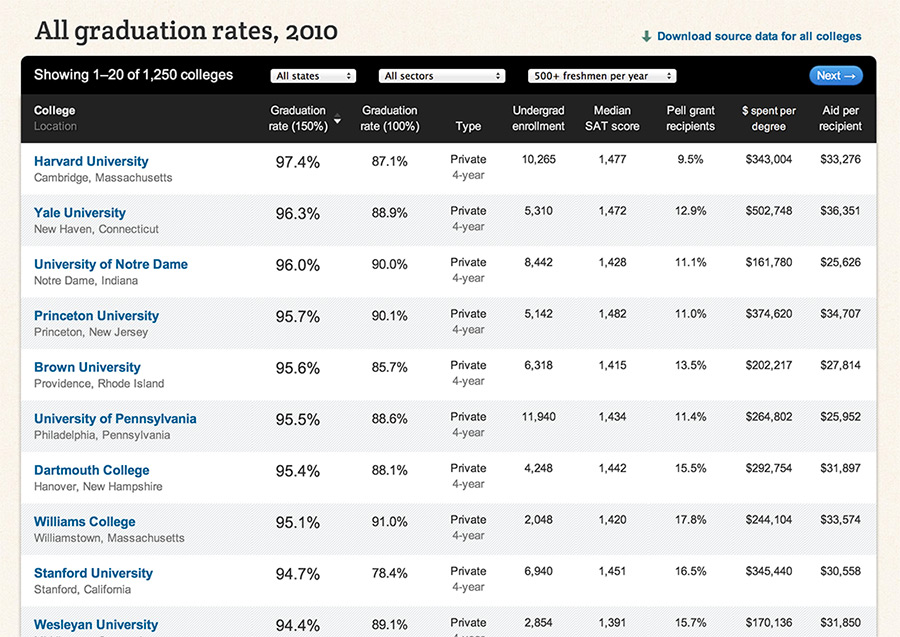 All graduation rates, 2010
Download source data for all colleges
Showing 1–20 of 1,250 colleges All states All sectors 500+ freshmen per year Next →
College Graduation Graduation Undergrad Median Pell grant $ spent per Aid per
Location rate (150%) rate (100%) Type enrollment SAT score recipients degree recipient
Harvard University 97.4% 87.1% Private 10,265 1,477 9.5% $343,004 $33,276
Cambridge, Massachusetts 4-year
Yale University 96.3% 88.9% Private 5,310 1,472 12.9% $502,748 $36,351
New Haven, Connecticut 4-year
University of Notre Dame 96.0% 90.0% Private 8,442 1,428 11.1% $161,780 $25,626
Notre Dame, Indiana 4-year
Princeton University 95.7% 90.1% Private 5,142 1,482 11.0% $374,620 $34,707
Princeton, New Jersey 4-year
Brown University 95.6% 85.7% Private 6,318 1,415 13.5% $202,217 $27,814
Providence, Rhode Island 4-year
University of Pennsylvania 95.5% 88.6% Private 11,940 1,434 11.4% $264,802 $25,952
Philadelphia, Pennsylvania 4-year
Dartmouth College 95.4% 88.1% Private 4,248 1,442 15.5% $292,754 $31,897
Hanover, New Hampshire 4-year
Williams College 95.1% 91.0% Private 2,048 1,420 17.8% $244,104 $33,574
Williamstown, Massachusetts 4-year
Stanford University 94.7% 78.4% Private 6,940 1,451 16.5% $345,440 $30,558
Stanford, California 4-year
Wesleyan University 94.4% 89.1% Private 2,854 1,391 15.7% $170,136 $31,850